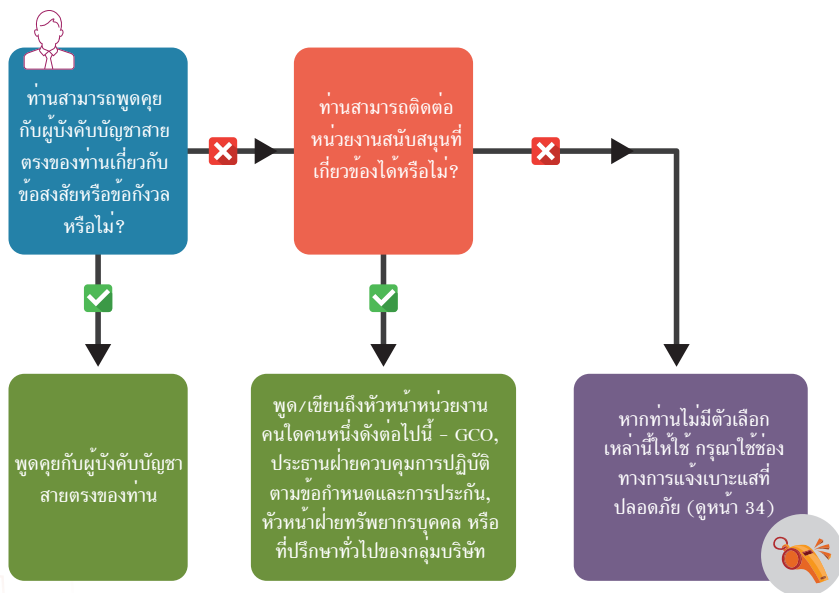 ท่านสามารถพูดคุย
กับผู้บังคับบัญชาสาย
ตรงของท่านเกี่ยวกับ
ข้อสงสัยหรือข้อกังวล
หรือไม่?
ท่านสามารถติดต่อ
หน่วยงานสนับสนุนที่
เกี่ยวข้องได้หรือไม่?
พูดคุยกับผู้บังคับบัญชา
สายตรงของท่าน
พูด/เขียนถึงหัวหน้าหน่วยงาน
คนใดคนหนึ่งดังต่อไปนี้ - GCO,
ประธานฝ่ายควบคุมการปฏิบัติ
ตามข้อกำหนดและการประกัน,
หัวหน้าฝ่ายทรัพยากรบุคคล หรือ
ที่ปรึกษาทั่วไปของกลุ่มบริษัท
หากท่านไม่มีตัวเลือก
เหล่านี้ให้ใช้ กรุณาใช้ช่อง
ทางการแจ้งเบาะแสที่
ปลอดภัย (ดูหน้า 34)